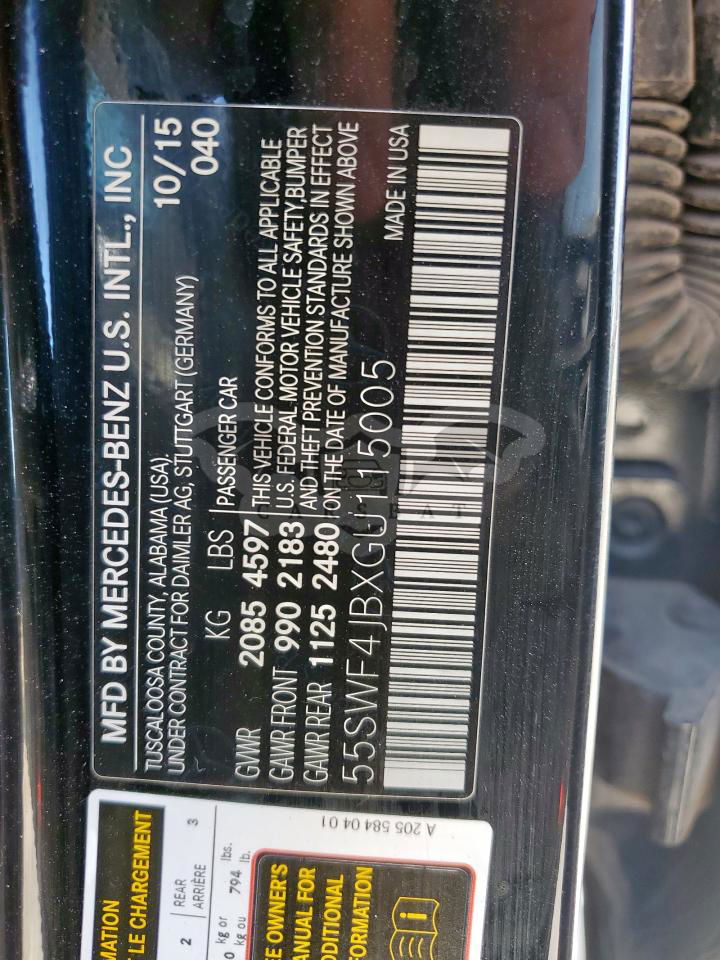 MFD BY MERCEDES-BENZ U.S. INTL., INC
TUSCALOOSA COUNTY, ALABAMA (USA),
UNDER CONTRACT FOR DAIMLER AG, STUTTGART (GERMANY)
10/15
040
KG LBS
GVWR 2085 4597
GAWR FRONT 990 2183
GAWR REAR 1125 2480
PASSENGER CAR
THIS VEHICLE CONFORMS TO ALL APPLICABLE
U.S. FEDERAL MOTOR VEHICLE SAFETY, BUMPER
AND THEFT PREVENTION STANDARDS IN EFFECT
ON THE DATE OF MANUFACTURE SHOWN ABOVE
55SWF4JBXGU115005
MADE IN USA
LE CHARGEMENT
2
REAR
ARRIÈRE
3
kg or
kg ou
794
lbs.
lb.
OWNER'S
FOR
A 205 584 04 01